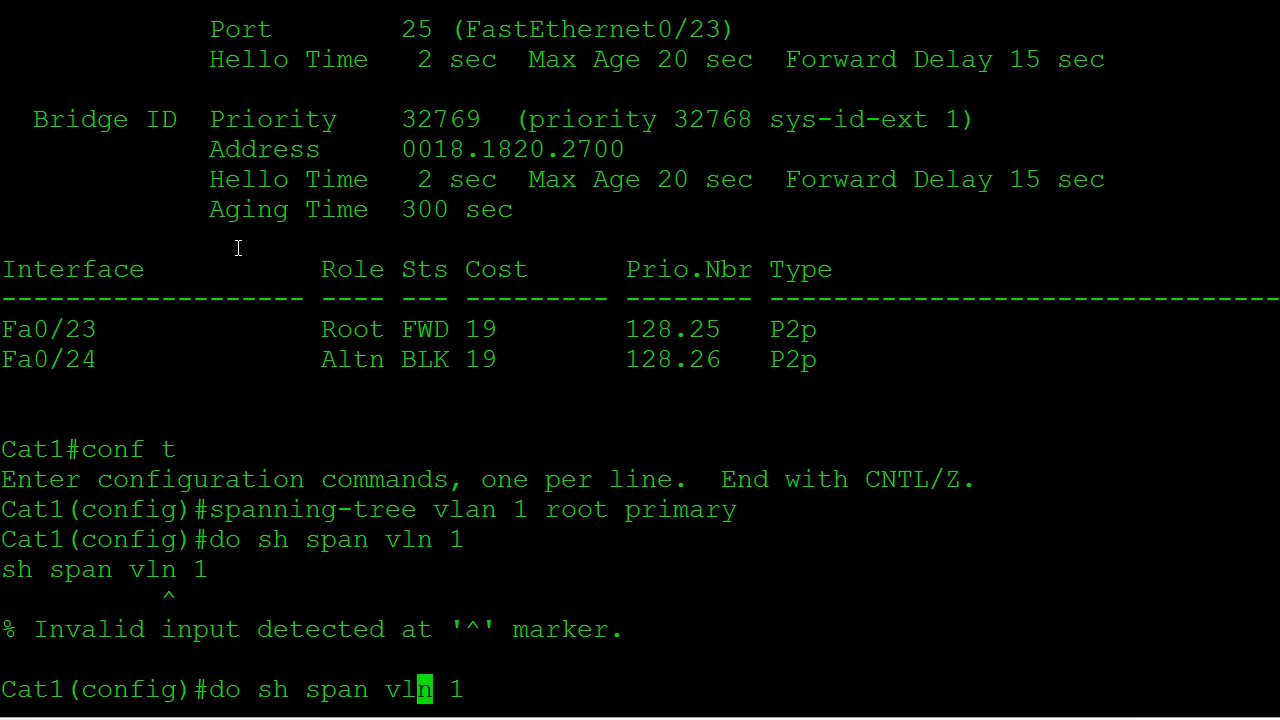 Port 25 (FastEthernet0/23)
Hello Time 2 sec Max Age 20 sec Forward Delay 15 sec
Bridge ID Priority 32769 (priority 32768 sys-id-ext 1)
Address 0018.1820.2700
Hello Time 2 sec Max Age 20 sec Forward Delay 15 sec
Aging Time 300 sec
Interface Role Sts Cost Prio.Nbr Type
------------------- ---- --- --------- -------- --------------------------------
Fa0/23 Root FWD 19 128.25 P2p
Fa0/24 Altn BLK 19 128.26 P2p
Cat1#conf t
Enter configuration commands, one per line. End with CNTL/Z.
Cat1(config)#spanning-tree vlan 1 root primary
Cat1(config)#do sh span vln 1
sh span vln 1
^
% Invalid input detected at '^' marker.
Cat1(config)#do sh span vln 1